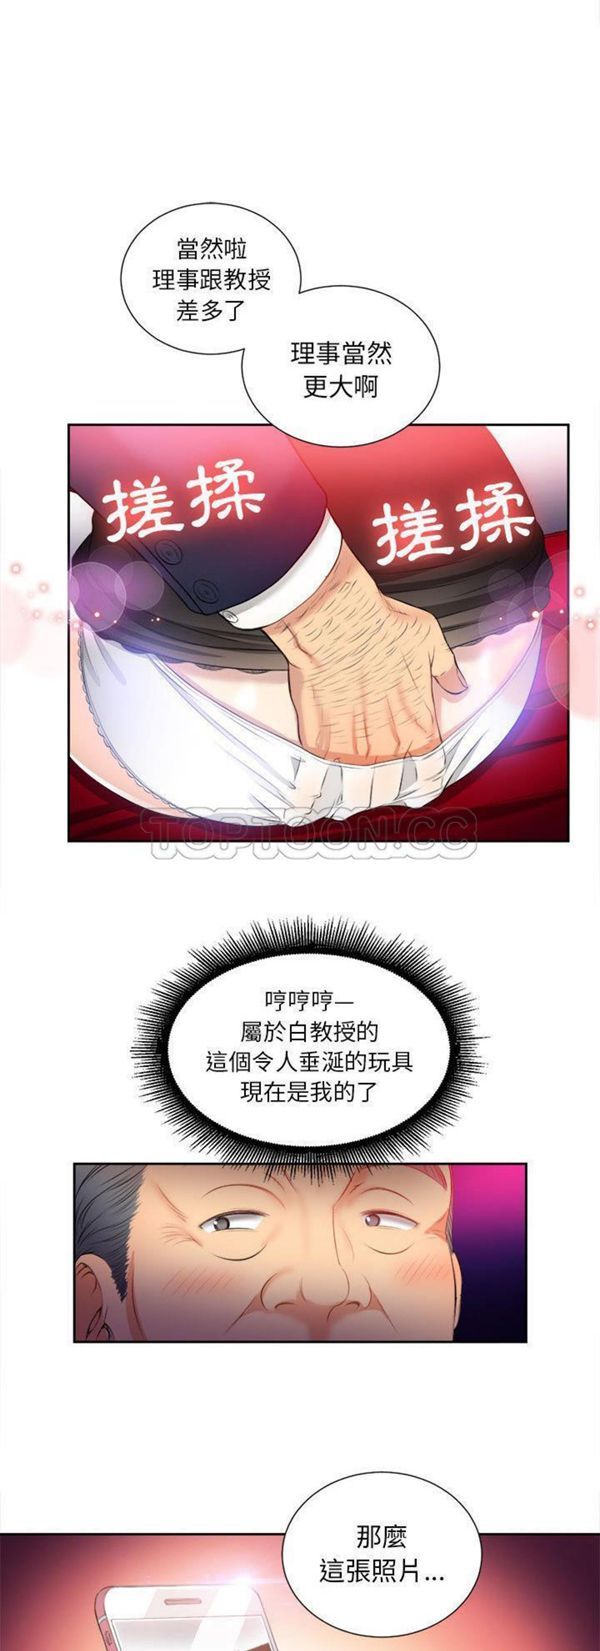 當然啦
理事跟教授
差多了
理事當然
更大啊
搓揉
搓揉
TOPTOON.CC
哼哼哼—
屬於白教授的
這個令人垂涎的玩具
現在是我的了
那麼
這張照片...